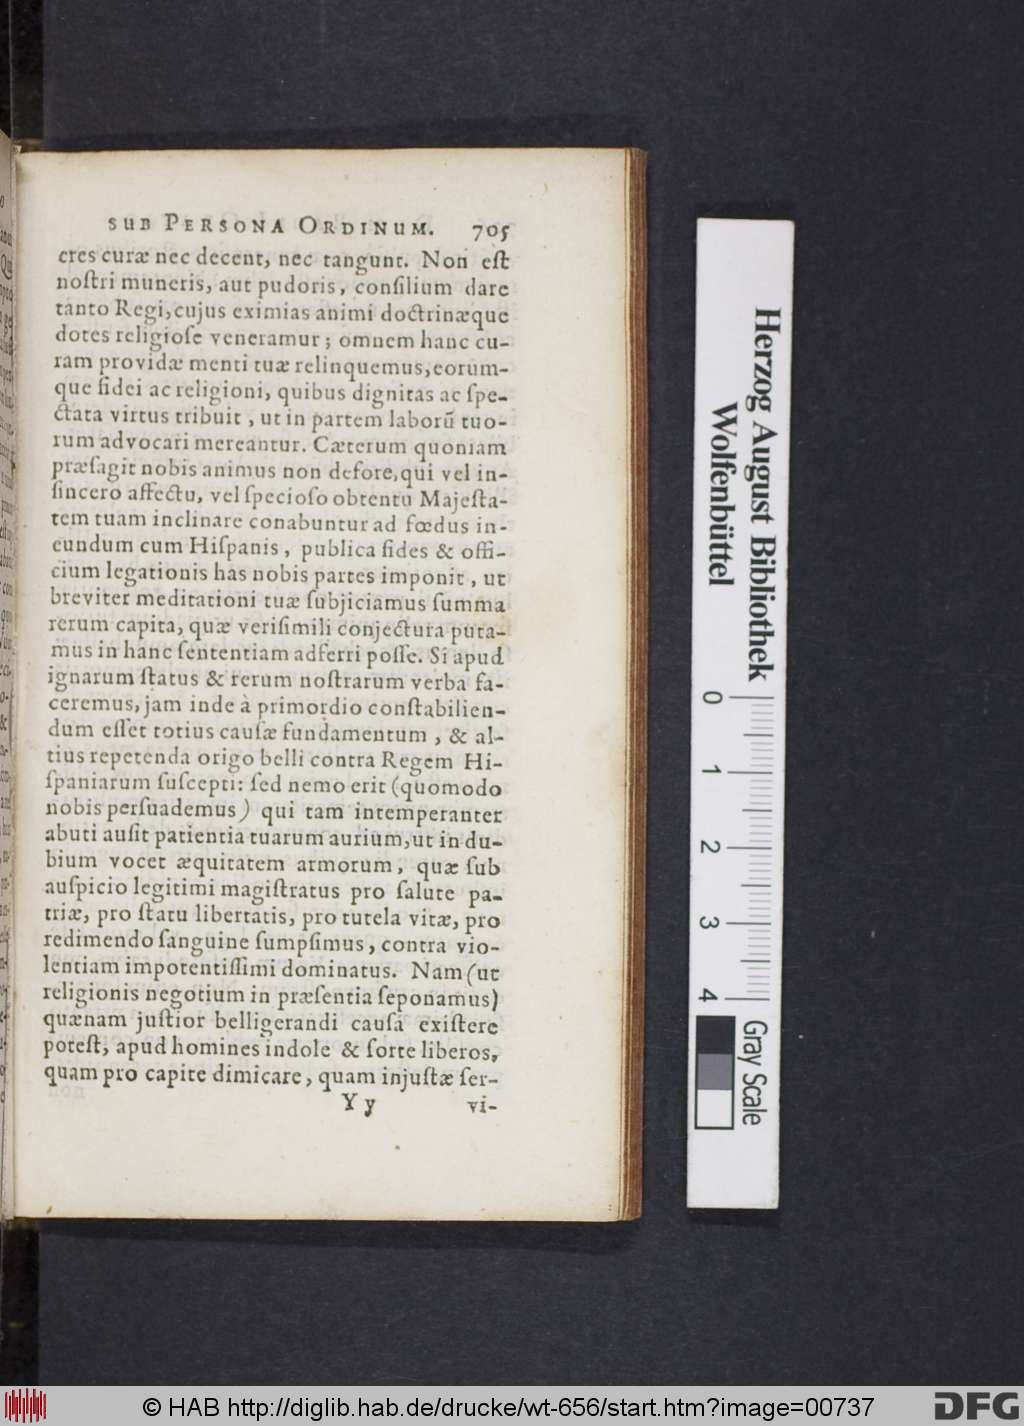 SUB PERSONA ORDINUM. 705
eres curæ nec decent, nec tangunt. Non eſt
noſtri muneris, aut pudoris, conſilium dare
tanto Regi, cujus eximias animi doctrinæque
dotes religioſe veneramur; omnem hanc cu-
ram providæ menti tuæ relinquemus, eorum-
que fidei ac religioni, quibus dignitas ac ſpe-
ctata virtus tribuit, ut in partem laborū tuo-
rum advocari mereantur. Cæterum quoniam
præſagit nobis animus non defore, qui vel in-
ſincero affectu, vel ſpecioſo obtentu Majeſta-
tem tuam inclinare conabuntur ad fœdus in-
eundum cum Hiſpanis, publica fides & offi-
cium legationis has nobis partes imponit, ut
breviter meditationi tuæ ſubjiciamus ſumma
rerum capita, quæ veriſimili conjectura puta-
mus in hanc ſententiam adferri poſſe. Si apud
ignarum ſtatus & rerum noſtrarum verba fa-
ceremus, jam inde à primordio conſtabilien-
dum eſſet totius cauſæ fundamentum, & al-
tius repetenda origo belli contra Regem Hi-
ſpaniarum ſuſcepti: ſed nemo erit (quomodo
nobis perſuademus) qui tam intemperanter
abuti auſit patientia tuarum aurium, ut in du-
bium vocet æquitatem armorum, quæ ſub
auſpicio legitimi magiſtratus pro ſalute pa-
triæ, pro ſtatu libertatis, pro tutela vitæ, pro
redimendo ſanguine ſumpſimus, contra vio-
lentiam impotentiſſimi dominatus. Nam (ut
religionis negotium in præſentia ſeponamus)
quænam juſtior belligerandi cauſa exiſtere
poteſt, apud homines indole & ſorte liberos,
quam pro capite dimicare, quam injuſtæ ſer-
Y y vi-
Herzog August Bibliothek
Wolfenbüttel
0 1 2 3 4
Gray Scale
© HAB http://diglib.hab.de/drucke/wt-656/start.htm?image=00737
DFG